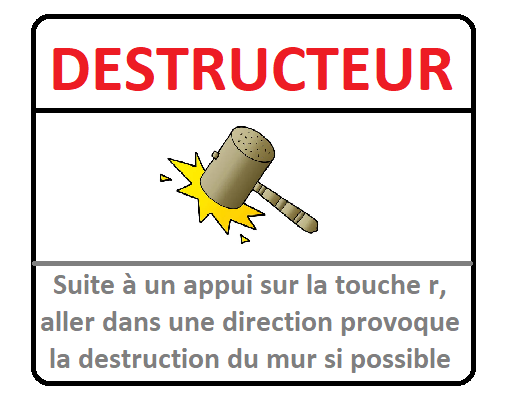 DESTRUCTEUR
Suite à un appui sur la touche r,
aller dans une direction provoque
la destruction du mur si possible